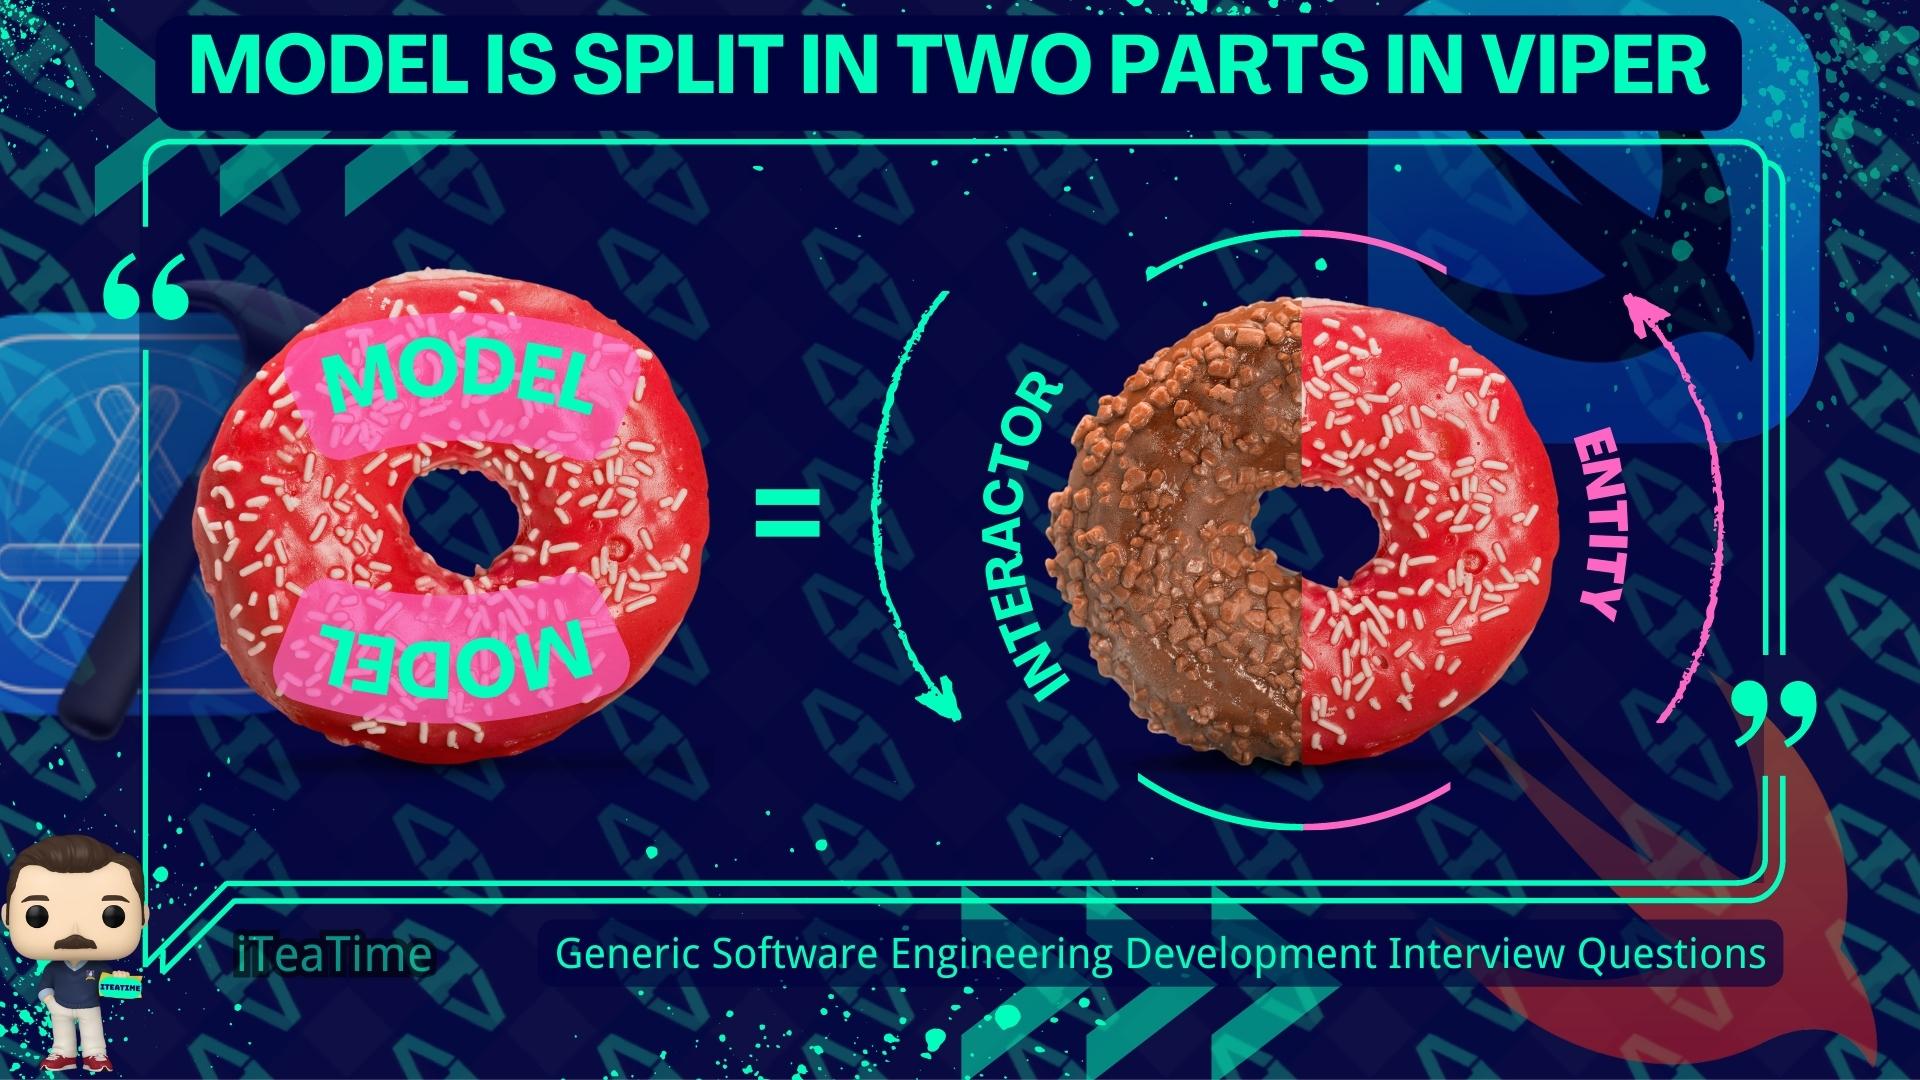 MODEL IS SPLIT IN TWO PARTS IN VIPER
“
MODEL
MODEL
=
INTERACTOR
ENTITY
”
iTeaTime
ITEATIME
Generic Software Engineering Development Interview Questions